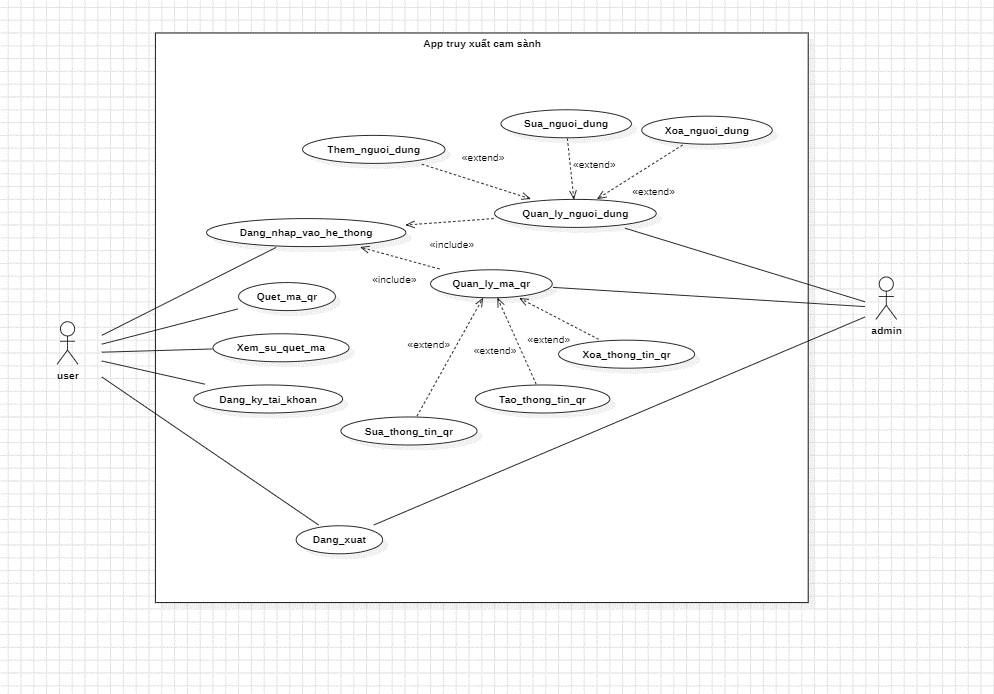 App truy xuất cam sành
Sua_nguoi_dung
Xoa_nguoi_dung
Them_nguoi_dung
«extend»
«extend»
«extend»
Quan_ly_nguoi_dung
Dang_nhap_vao_he_thong
«include»
«include»
Quan_ly_ma_qr
Quet_ma_qr
admin
«extend»
«extend»
«extend»
Xem_su_quet_ma
Xoa_thong_tin_qr
user
Dang_ky_tai_khoan
Tao_thong_tin_qr
Sua_thong_tin_qr
Dang_xuat